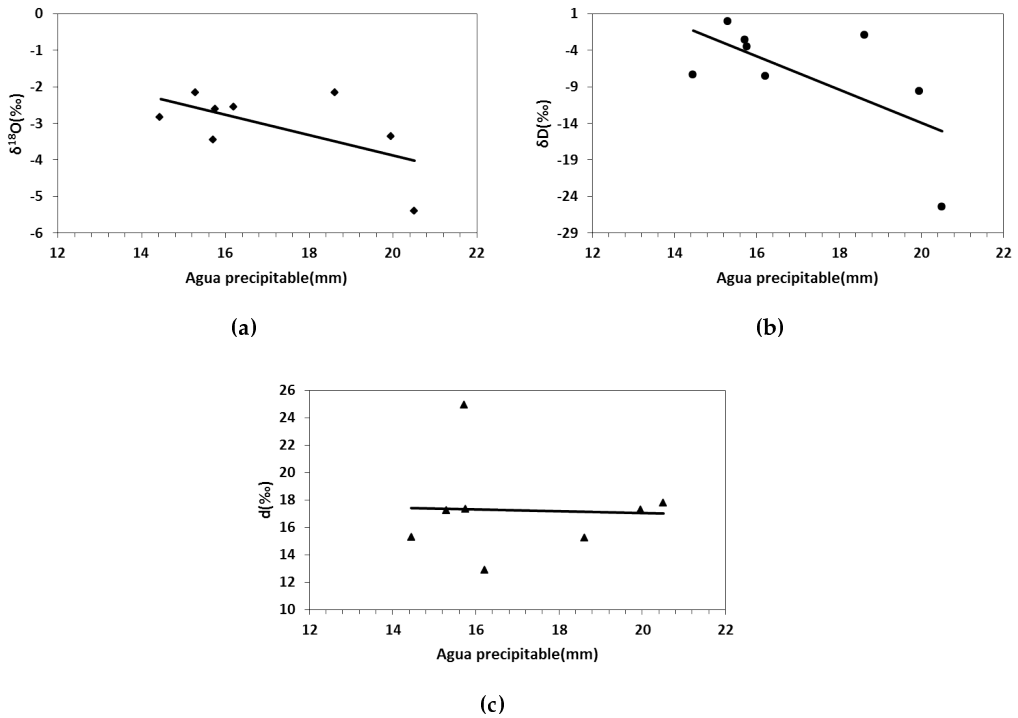 0
-1
-2
-3
-4
-5
-6
δ¹⁸O(‰)
12 14 16 18 20 22
Agua precipitable(mm)
(a)
1
-4
-9
-14
-19
-24
-29
δD(‰)
12 14 16 18 20 22
Agua precipitable(mm)
(b)
26
24
22
20
18
16
14
12
10
d(‰)
12 14 16 18 20 22
Agua precipitable(mm)
(c)